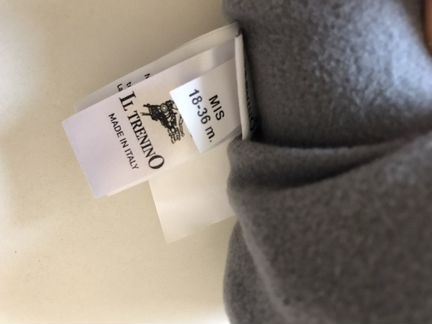 IL TRENINO
MADE IN ITALY
MIS
18-36 m.